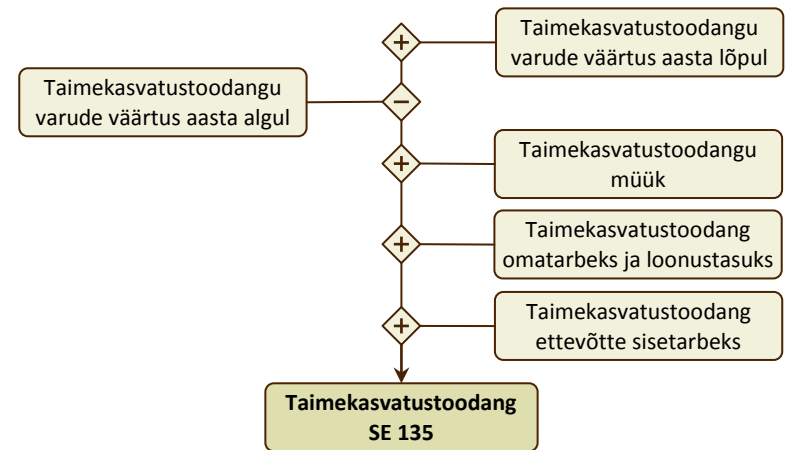 Taimekasvatustoodangu
varude väärtus aasta lõpul
+
Taimekasvatustoodangu
varude väärtus aasta algul
−
+
Taimekasvatustoodangu
müük
+
Taimekasvatustoodang
omatarbeks ja loonustasuks
+
Taimekasvatustoodang
ettevõtte sisetarbeks
Taimekasvatustoodang
SE 135